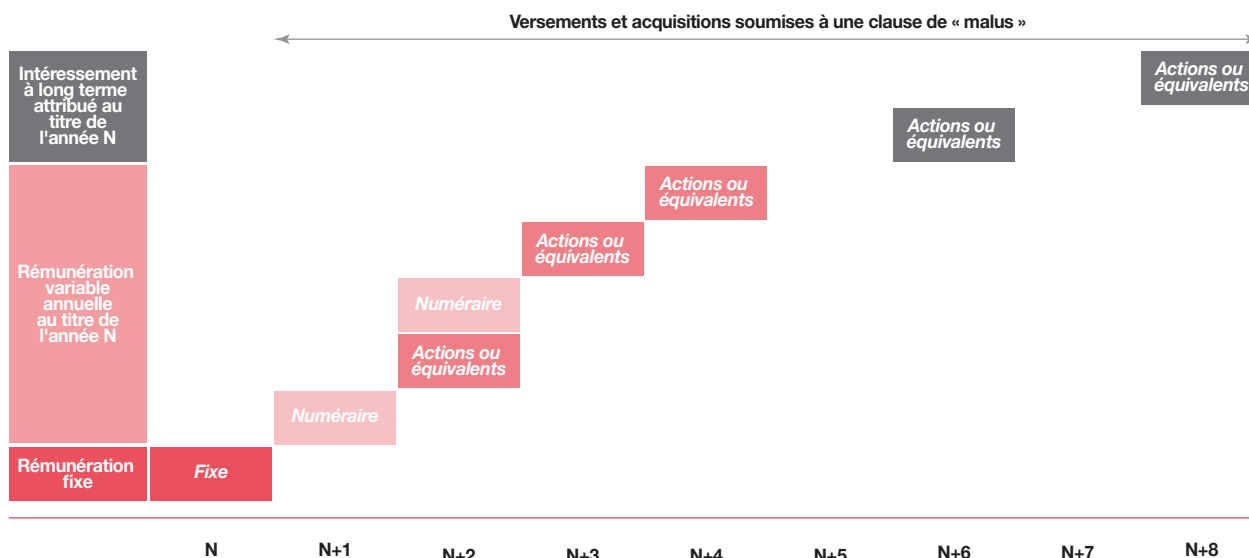 Versements et acquisitions soumises à une clause de « malus »
Intéressement
à long terme
attribué au
titre de
l'année N
Actions ou
équivalents
Actions ou
équivalents
Rémunération
variable
annuelle
au titre de
l'année N
Actions ou
équivalents
Actions ou
équivalents
Numéraire
Actions ou
équivalents
Numéraire
Rémunération
fixe
Fixe
N N+1 N+2 N+3 N+4 N+5 N+6 N+7 N+8